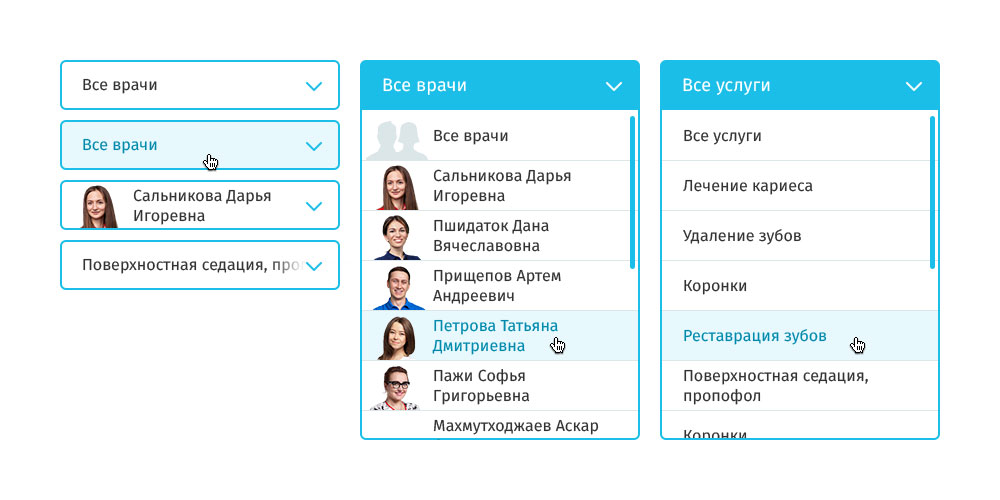 Все врачи
Все врачи
Сальникова Дарья
Игоревна
Поверхностная седация,
Все врачи
Все врачи
Сальникова Дарья
Игоревна
Пшидаток Дана
Вячеславовна
Прищепов Артем
Андреевич
Петрова Татьяна
Дмитриевна
Пажи Софья
Григорьевна
Махмутходжаев Аскар
Все услуги
Все услуги
Лечение кариеса
Удаление зубов
Коронки
Реставрация зубов
Поверхностная седация,
пропофол
Коронки